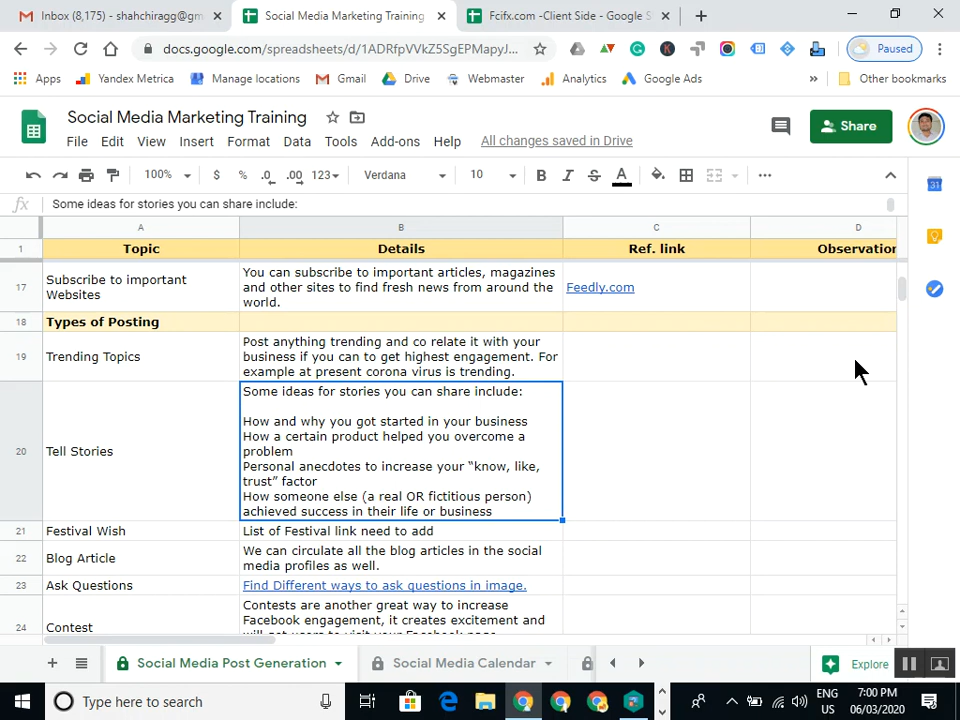 Inbox (8,175) - shahchiragg@gm
Social Media Marketing Training
Fcifx.com -Client Side - Google S
docs.google.com/spreadsheets/d/1ADRfpVVkZ5SgEPMapyJ...
Paused
Apps
Yandex Metrica
Manage locations
Gmail
Drive
Webmaster
Analytics
Google Ads
»
Other bookmarks
Social Media Marketing Training
Share
File Edit View Insert Format Data Tools Add-ons Help All changes saved in Drive
100% $ % .0 .00 123 Verdana 10 B I S A
fx Some ideas for stories you can share include:
A B C D
1 Topic Details Ref. link Observation
17
Subscribe to important
Websites
You can subscribe to important articles, magazines
and other sites to find fresh news from around the
world.
Feedly.com
18 Types of Posting
19 Trending Topics
Post anything trending and co relate it with your
business if you can to get highest engagement. For
example at present corona virus is trending.
20 Tell Stories
Some ideas for stories you can share include:
How and why you got started in your business
How a certain product helped you overcome a
problem
Personal anecdotes to increase your “know, like,
trust” factor
How someone else (a real OR fictitious person)
achieved success in their life or business
21 Festival Wish List of Festival link need to add
22 Blog Article
We can circulate all the blog articles in the social
media profiles as well.
23 Ask Questions Find Different ways to ask questions in image.
24 Contest
Contests are another great way to increase
Facebook engagement, it creates excitement and
Social Media Post Generation
Social Media Calendar
Explore
Type here to search
ENG
US
7:00 PM
06/03/2020